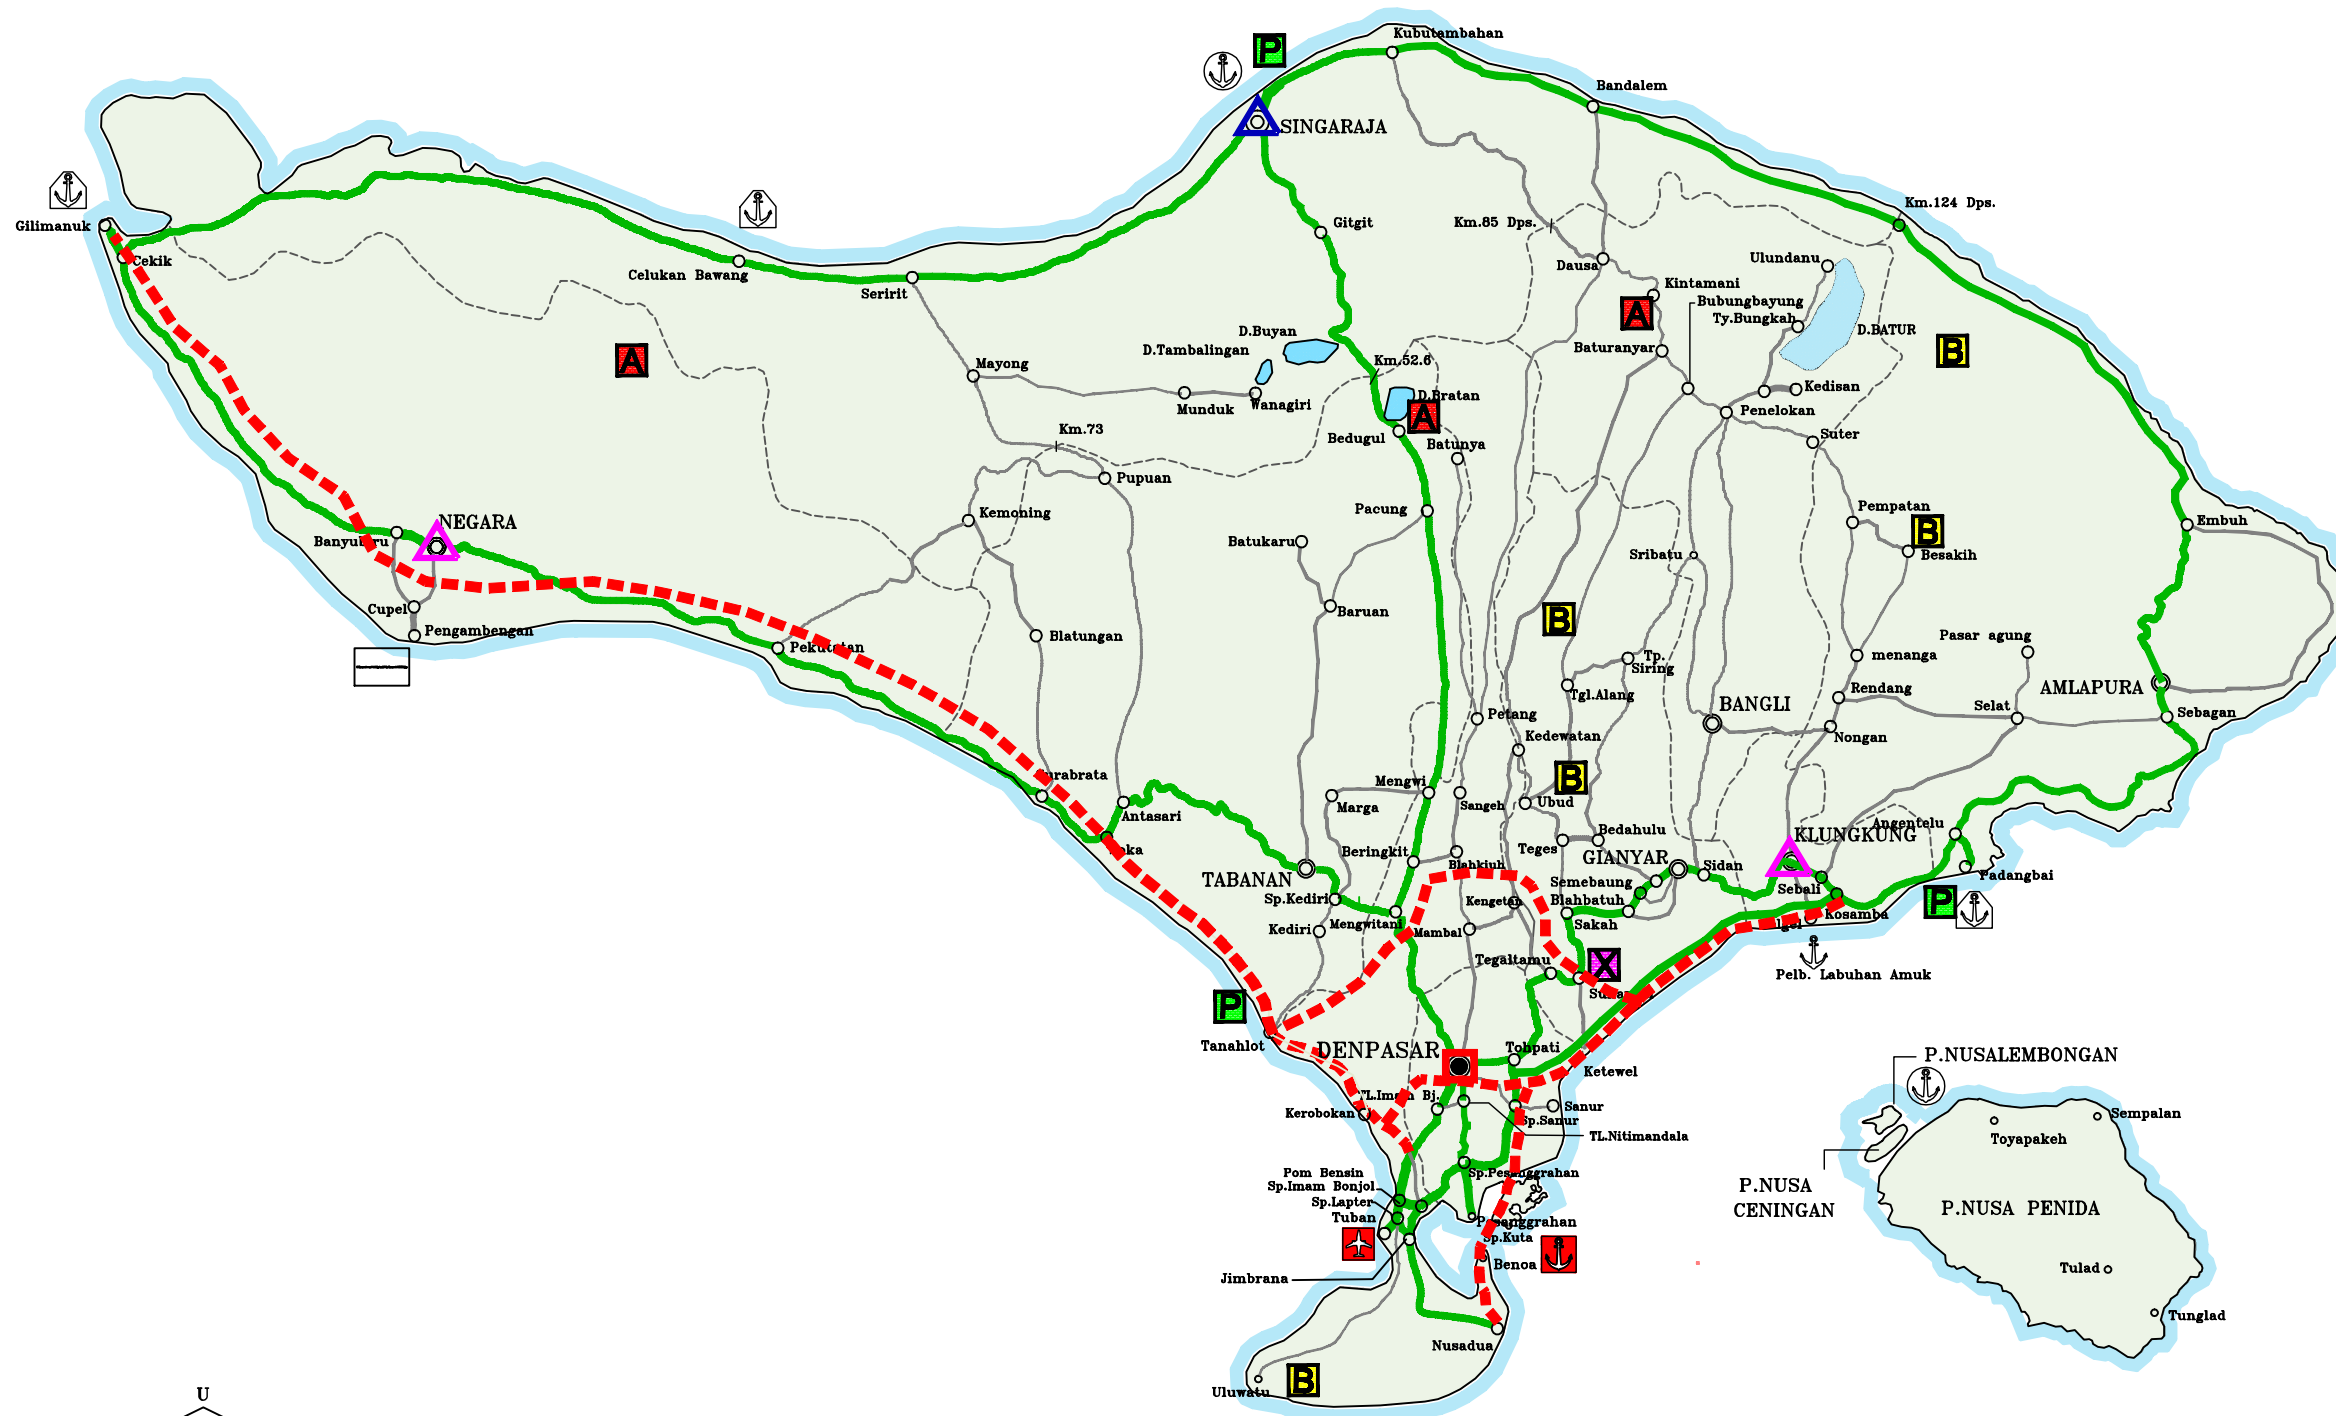 Kubutambahan
P
Bandalem
SINGARAJA
Km.124 Dps.
Gilimanuk
Gitgit
Km.85 Dps.
Cekik
Celukan Bawang
Seririt
Dausa
Ulundanu
Kintamani
Bubungbayung
A
Ty.Bungkah
D.BATUR
D.Buyan
D.Tambalingan
Baturanyar
B
A
Mayong
Km.52.6
Kedisan
D.Bratan
A
Munduk
Wanagiri
Penelokan
Km.73
Bedugul
Batunya
Suter
Pupuan
Pacung
Pempatan
Kemoning
NEGARA
Embuh
B
Besakih
Banyubiru
Batukaru
Sribatu
Cupel
Baruan
B
Pengambengan
Blatungan
Pasar agung
Pekutatan
Tp.
Siring
menanga
Tgl.Alang
Rendang
AMLAPURA
BANGLI
Selat
Sebagan
Petang
Kedewatan
Nongan
Surabrata
Mengwi
B
Marga
Sangeh
Ubud
Antasari
Angentelu
Bedahulu
KLUNGKUNG
Beringkit
Teges
Blahkiuh
GIANYAR
Sidan
TABANAN
Semebaung
Sebali
Padangbai
Sp.Kediri
Kengetan
Blahbatuh
P
Kosamba
Kediri
Mengwitani
Mambal
Sakah
Tegaltamu
X
Pelb. Labuhan Amuk
P
Tanahlot
DENPASAR
Tohpati
P.NUSALEMBONGAN
Ketewel
TL.Imam Bj.
Kerobokan
Sanur
Sp.Sanur
Sempalan
TL.Nitimandala
Toyapakeh
Pom Bensin
Sp.Pesanggrahan
Sp.Imam Bonjol
P.NUSA
CENINGAN
Sp.Lapter
P.NUSA PENIDA
Tuban
Pesanggrahan
Sp.Kuta
Benoa
Tulad
Jimbrana
Tunglad
Nusadua
B
Uluwatu
U